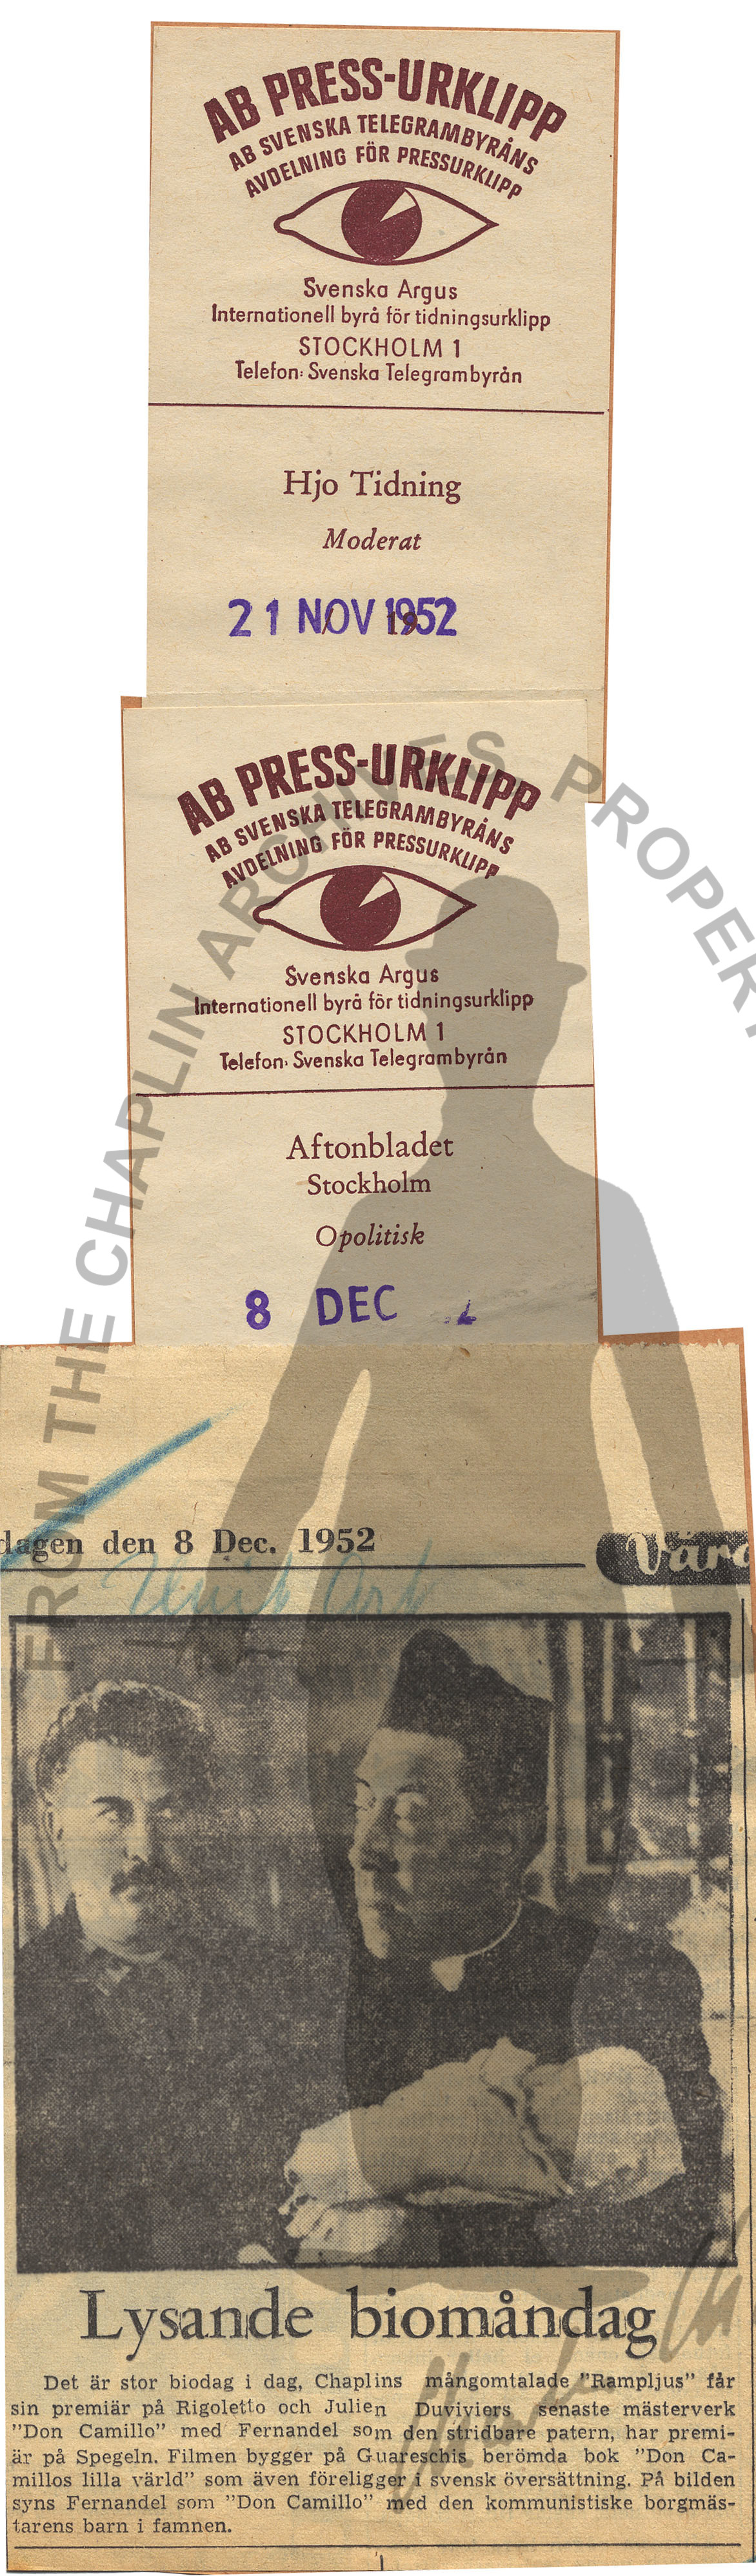 AB PRESS-URKLIPP
AB SVENSKA TELEGRAMBYRÅNS
AVDELNING FÖR PRESSURKLIPP
Svenska Argus
Internationell byrå för tidningsurklipp
STOCKHOLM 1
Telefon: Svenska Telegrambyrån
Hjo Tidning
Moderat
21 NOV 1952
AB PRESS-URKLIPP
AB SVENSKA TELEGRAMBYRÅNS
AVDELNING FÖR PRESSURKLIPP
Svenska Argus
Internationell byrå för tidningsurklipp
STOCKHOLM 1
Telefon: Svenska Telegrambyrån
Aftonbladet
Stockholm
Opolitisk
8 DEC
FROM THE CHAPLIN ARCHIVES, PROPER
dagen den 8 Dec. 1952
Lysande biomåndag
Det är stor biodag i dag, Chaplins mångomtalade "Rampljus" får
sin premiär på Rigoletto och Julien Duviviers senaste mästerverk
"Don Camillo" med Fernandel som den stridbare patern, har premi-
är på Spegeln. Filmen bygger på Guareschis berömda bok "Don Ca-
millos lilla värld" som även föreligger i svensk översättning. På bilden
syns Fernandel som "Don Camillo" med den kommunistiske borgmäs-
tarens barn i famnen.